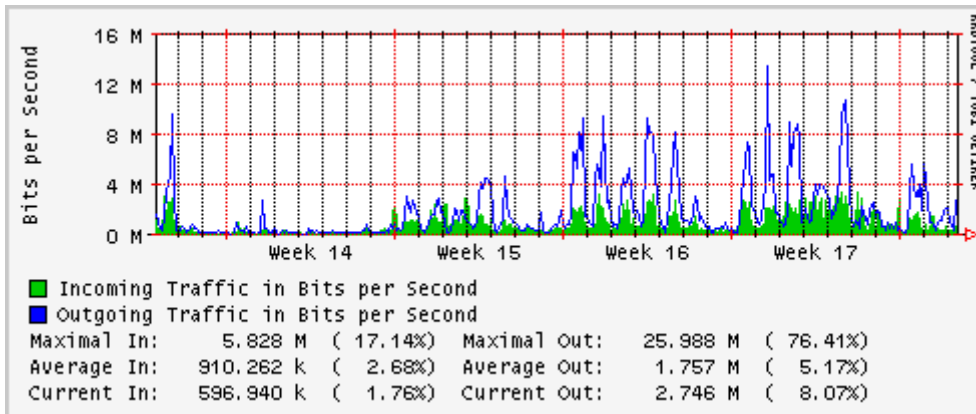 Bits per Second
16 M
12 M
8 M
4 M
0 M
Week 14
Week 15
Week 16
Week 17
Incoming Traffic in Bits per Second
Outgoing Traffic in Bits per Second
Maximal In: 5.828 M ( 17.14%) Maximal Out: 25.988 M ( 76.41%)
Average In: 910.262 k ( 2.68%) Average Out: 1.757 M ( 5.17%)
Current In: 596.940 k ( 1.76%) Current Out: 2.746 M ( 8.07%)